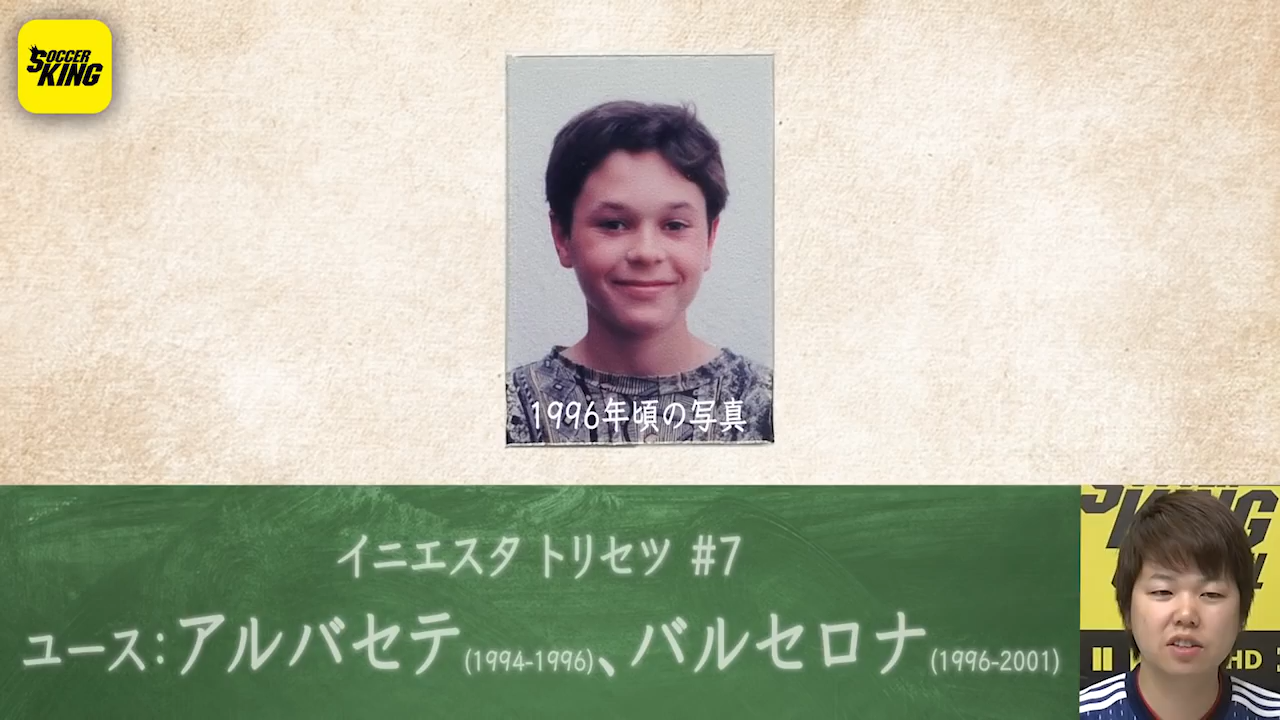 SOCCER
KING
1996年頃の写真
イニエスタ トリセツ #7
ユース:アルバセテ(1994-1996)、バルセロナ(1996-2001)
HD